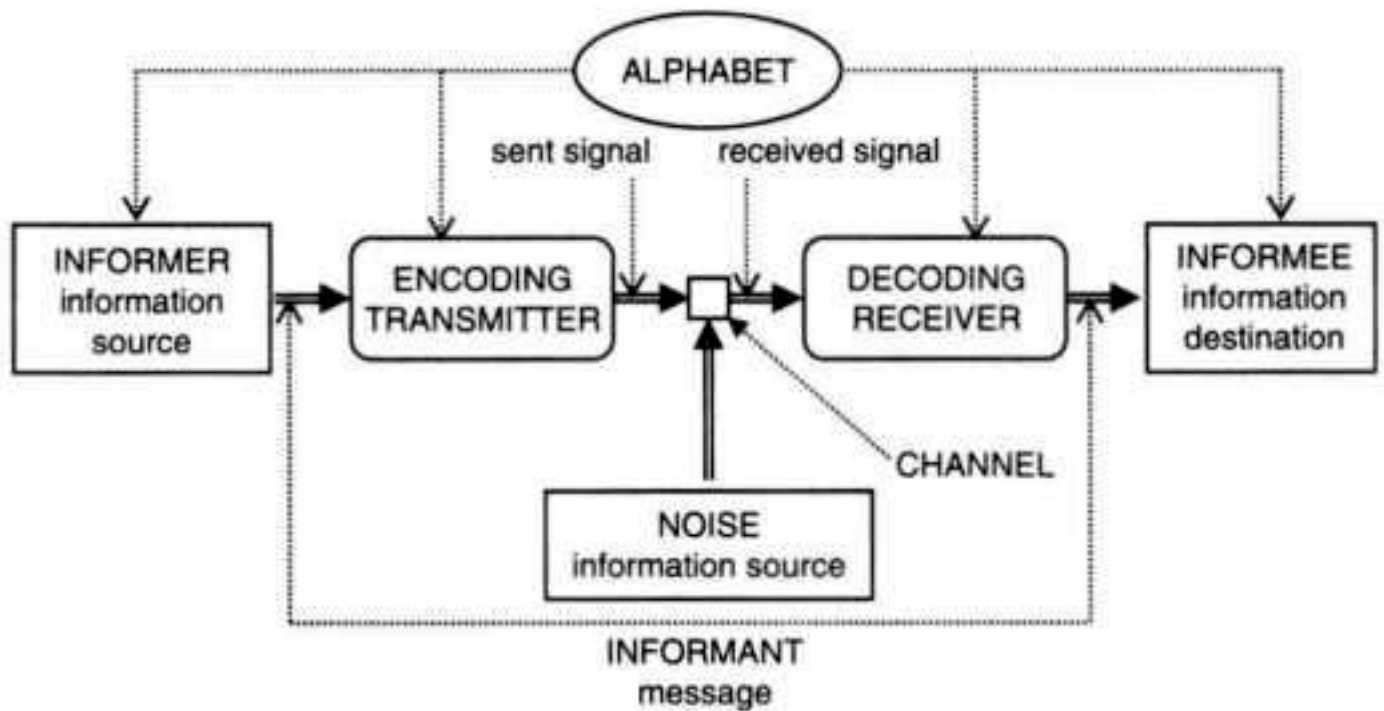 ALPHABET
sent signal
received signal
INFORMER
information
source
ENCODING
TRANSMITTER
DECODING
RECEIVER
INFORMEE
information
destination
CHANNEL
NOISE
information source
INFORMANT
message